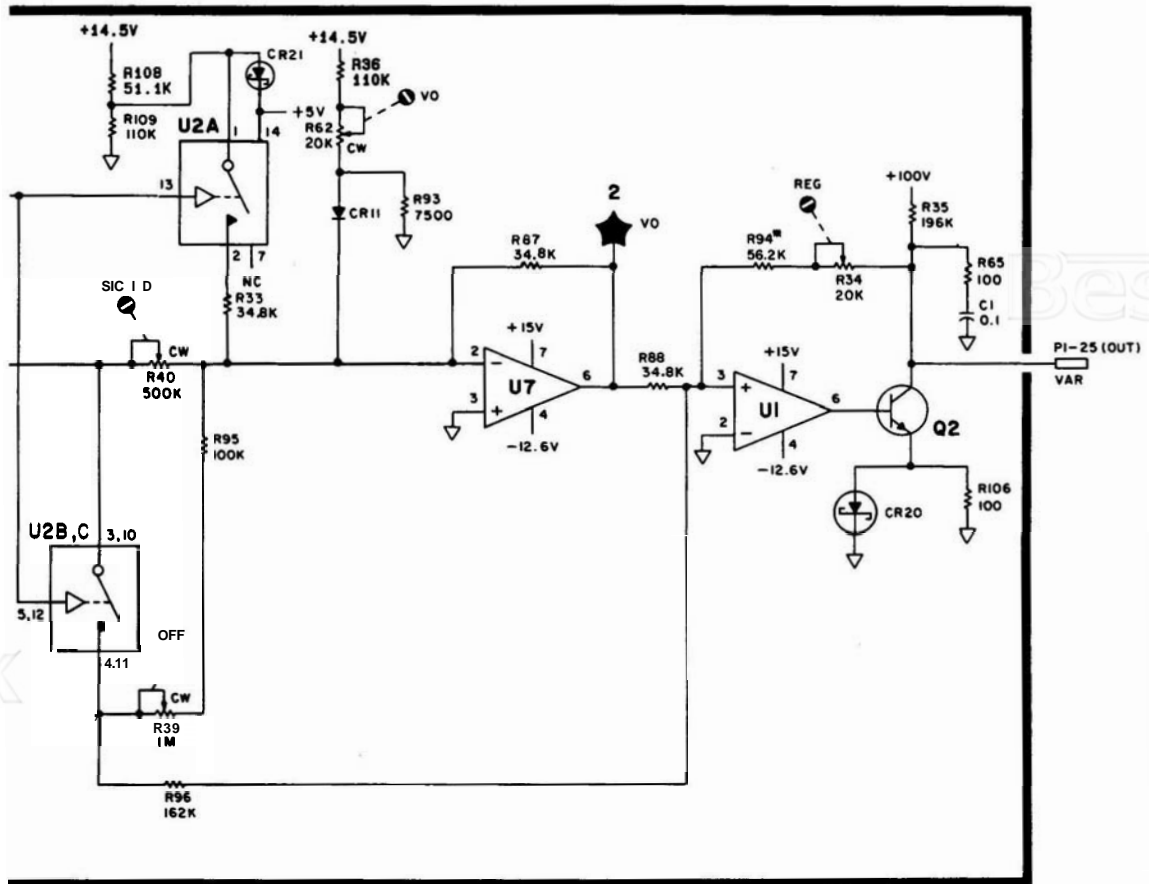 +14.5V
R108
51.1K
R109
110K
CR21
+5V
U2A
1
14
13
2
7
NC
R33
34.8K
+14.5V
R36
110K
VO
R62
20K
CW
CR11
R93
7500
SIC I D
CW
R40
500K
R95
100K
U2B,C
3,10
5,12
OFF
4.11
CW
R39
1M
R96
162K
R87
34.8K
2
VO
+15V
2
7
U7
6
3
4
-12.6V
R88
34.8K
R94*
56.2K
REG
R34
20K
+100V
R35
196K
R65
100
C1
0.1
+15V
3
7
U1
6
2
4
-12.6V
Q2
P1-25 (OUT)
VAR
CR20
R106
100
Bes
k